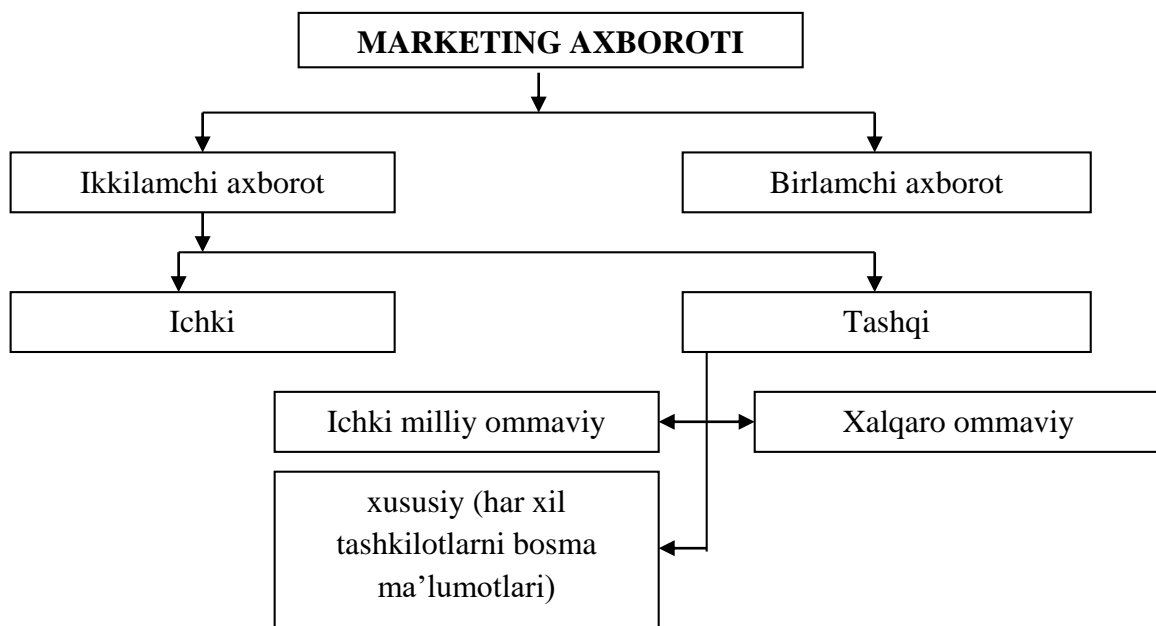 MARKETING AXBOROTI
Ikkilamchi axborot
Birlamchi axborot
Ichki
Tashqi
Ichki milliy ommaviy
Xalqaro ommaviy
xususiy (har xil
tashkilotlarni bosma
ma’lumotlari)